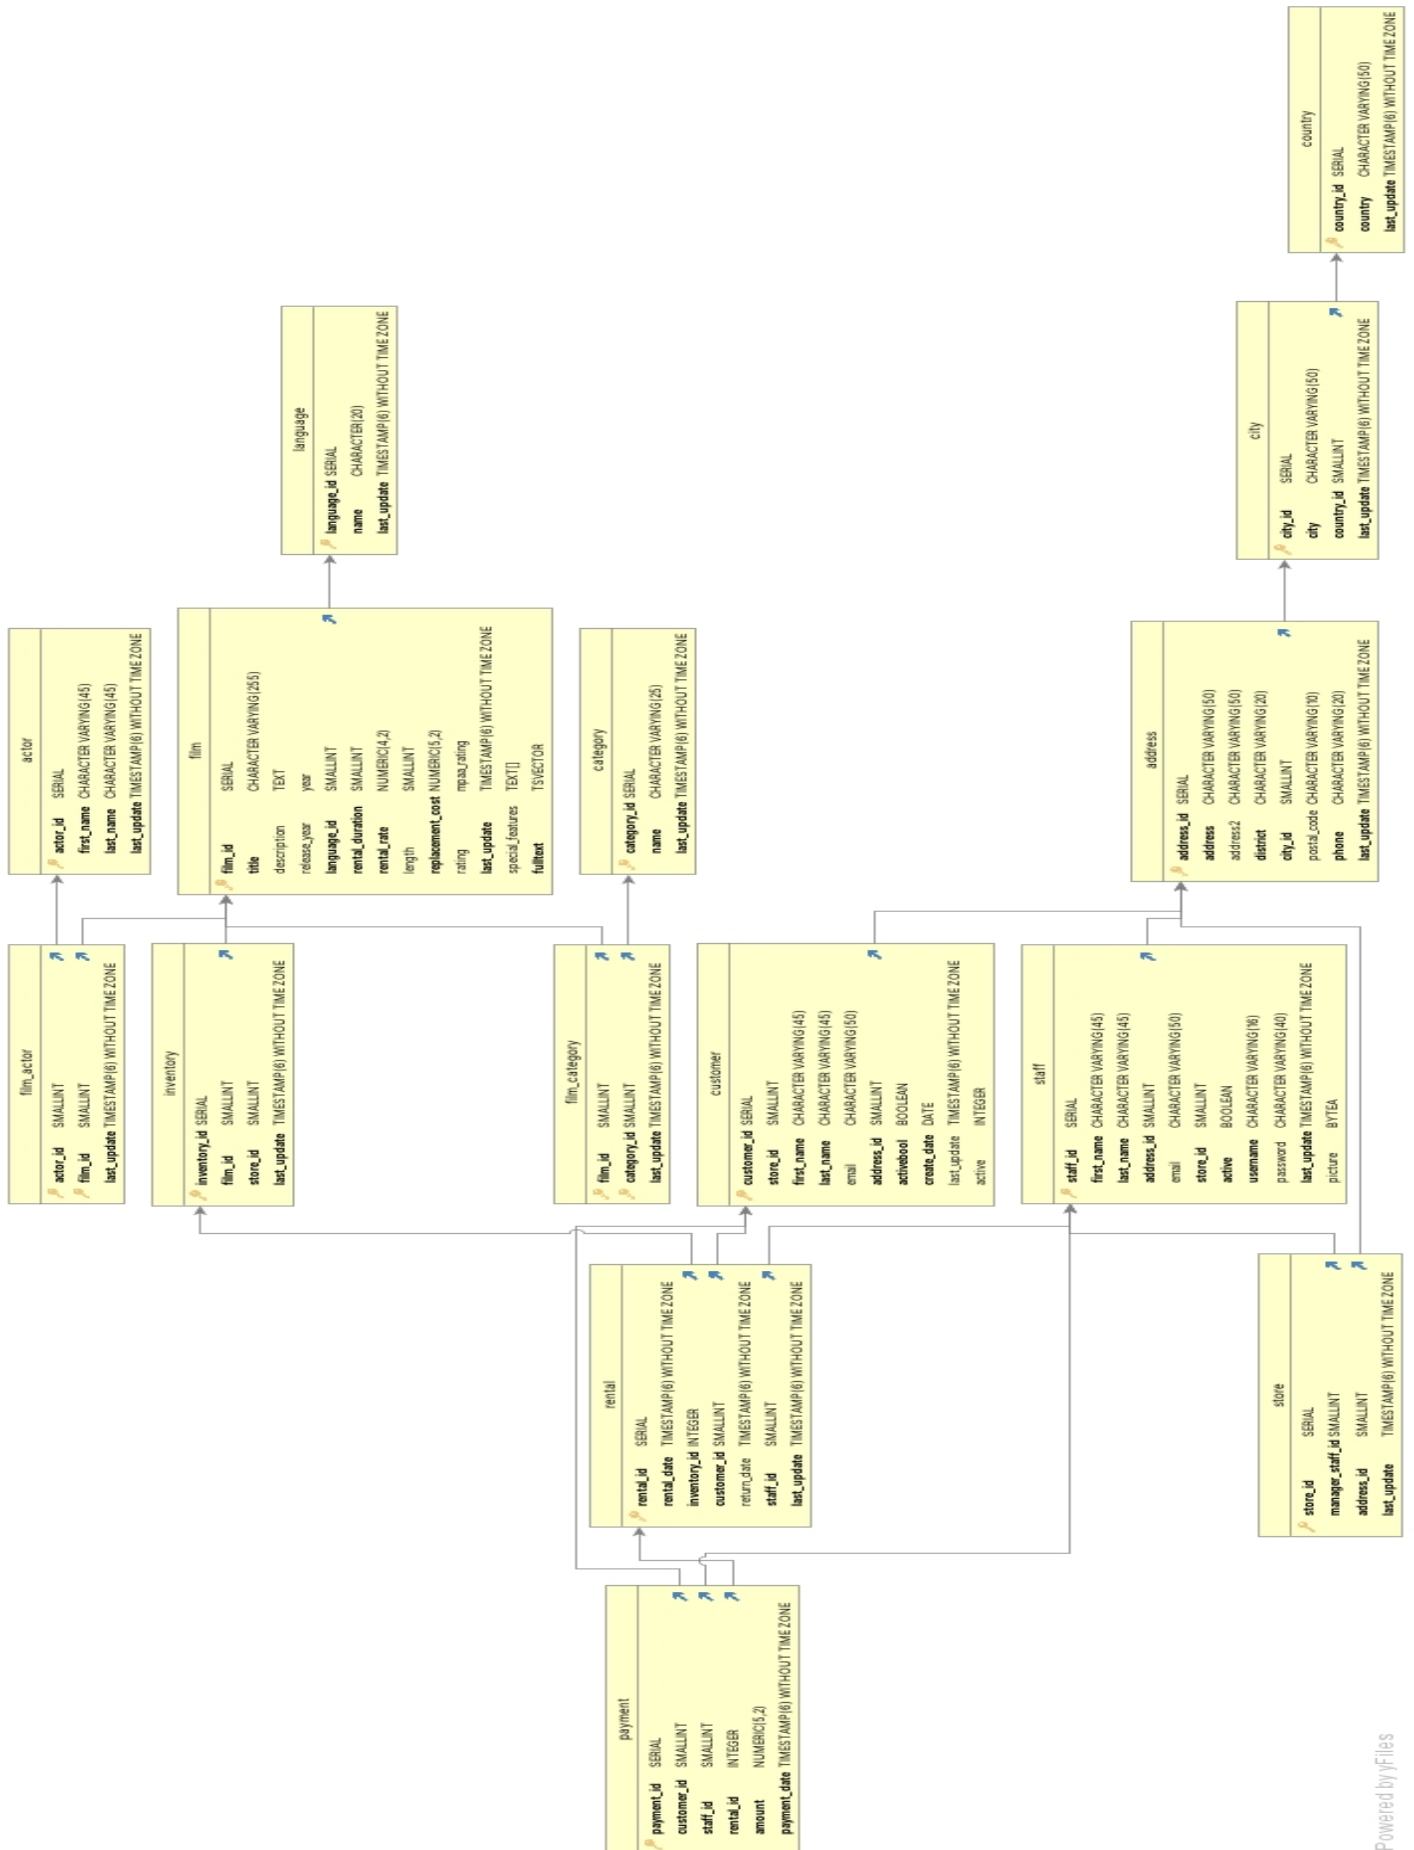 payment
payment_id SERIAL
customer_id SMALLINT
staff_id SMALLINT
rental_id INTEGER
amount NUMERIC(5,2)
payment_date TIMESTAMP(6) WITHOUT TIME ZONE
rental
rental_id SERIAL
rental_date TIMESTAMP(6) WITHOUT TIME ZONE
inventory_id INTEGER
customer_id SMALLINT
return_date TIMESTAMP(6) WITHOUT TIME ZONE
staff_id SMALLINT
last_update TIMESTAMP(6) WITHOUT TIME ZONE
store
store_id SERIAL
manager_staff_id SMALLINT
address_id SMALLINT
last_update TIMESTAMP(6) WITHOUT TIME ZONE
film_actor
actor_id SMALLINT
film_id SMALLINT
last_update TIMESTAMP(6) WITHOUT TIME ZONE
inventory
inventory_id SERIAL
film_id SMALLINT
store_id SMALLINT
last_update TIMESTAMP(6) WITHOUT TIME ZONE
film_category
film_id SMALLINT
category_id SMALLINT
last_update TIMESTAMP(6) WITHOUT TIME ZONE
customer
customer_id SERIAL
store_id SMALLINT
first_name CHARACTER VARYING(45)
last_name CHARACTER VARYING(45)
email CHARACTER VARYING(50)
address_id SMALLINT
activebool BOOLEAN
create_date DATE
last_update TIMESTAMP(6) WITHOUT TIME ZONE
active INTEGER
staff
staff_id SERIAL
first_name CHARACTER VARYING(45)
last_name CHARACTER VARYING(45)
address_id SMALLINT
email CHARACTER VARYING(50)
store_id SMALLINT
active BOOLEAN
username CHARACTER VARYING(16)
password CHARACTER VARYING(40)
last_update TIMESTAMP(6) WITHOUT TIME ZONE
picture BYTEA
actor
actor_id SERIAL
first_name CHARACTER VARYING(45)
last_name CHARACTER VARYING(45)
last_update TIMESTAMP(6) WITHOUT TIME ZONE
film
film_id SERIAL
title CHARACTER VARYING(255)
description TEXT
release_year year
language_id SMALLINT
rental_duration SMALLINT
rental_rate NUMERIC(4,2)
length SMALLINT
replacement_cost NUMERIC(5,2)
rating mpaa_rating
last_update TIMESTAMP(6) WITHOUT TIME ZONE
special_features TEXT[]
fulltext TSVECTOR
category
category_id SERIAL
name CHARACTER VARYING(25)
last_update TIMESTAMP(6) WITHOUT TIME ZONE
address
address_id SERIAL
address CHARACTER VARYING(50)
address2 CHARACTER VARYING(50)
district CHARACTER VARYING(20)
city_id SMALLINT
postal_code CHARACTER VARYING(10)
phone CHARACTER VARYING(20)
last_update TIMESTAMP(6) WITHOUT TIME ZONE
language
language_id SERIAL
name CHARACTER(20)
last_update TIMESTAMP(6) WITHOUT TIME ZONE
city
city_id SERIAL
city CHARACTER VARYING(50)
country_id SMALLINT
last_update TIMESTAMP(6) WITHOUT TIME ZONE
country
country_id SERIAL
country CHARACTER VARYING(50)
last_update TIMESTAMP(6) WITHOUT TIME ZONE
Powered by yFiles